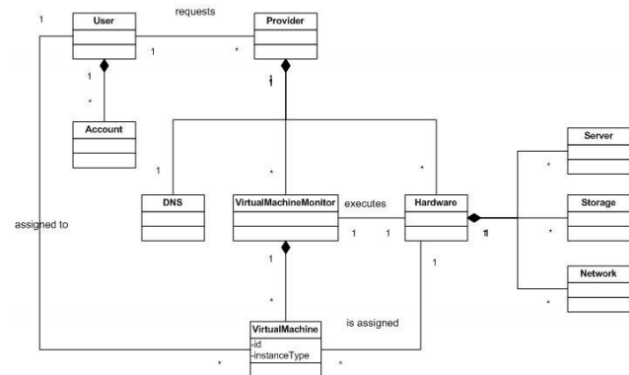 requests
1
User
Provider
1
*
1
1
*
Account
1
*
*
Server
*
DNS
VirtualMachineMonitor
executes
Hardware
Storage
assigned to
1
1
1
1
1
*
1
Network
*
*
is assigned
VirtualMachine
-id
-instanceType
*
*